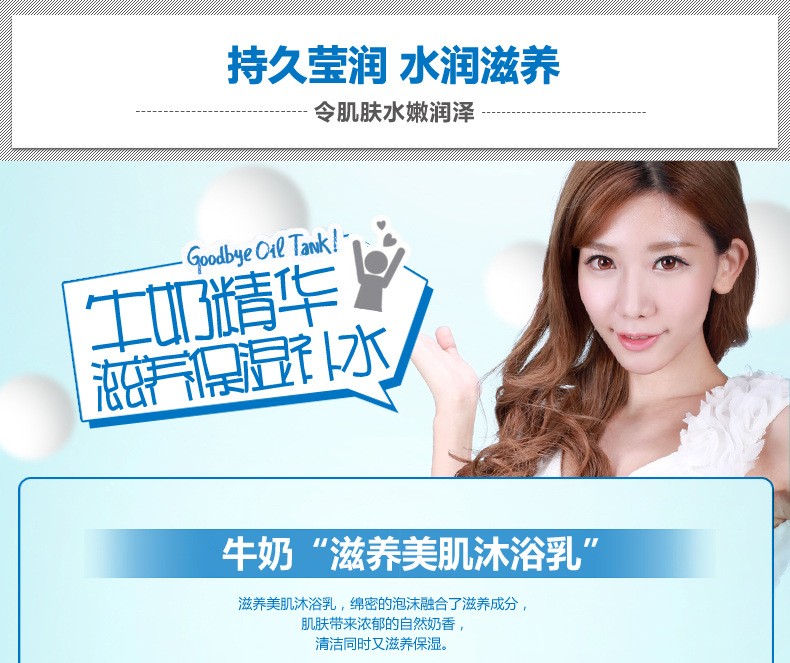 持久莹润 水润滋养
令肌肤水嫩润泽
Goodbye Oil Tank!
牛奶精华
滋养保湿补水
牛奶“滋养美肌沐浴乳”
滋养美肌沐浴乳，绵密的泡沫融合了滋养成分，
肌肤带来浓郁的自然奶香，
清洁同时又滋养保湿。